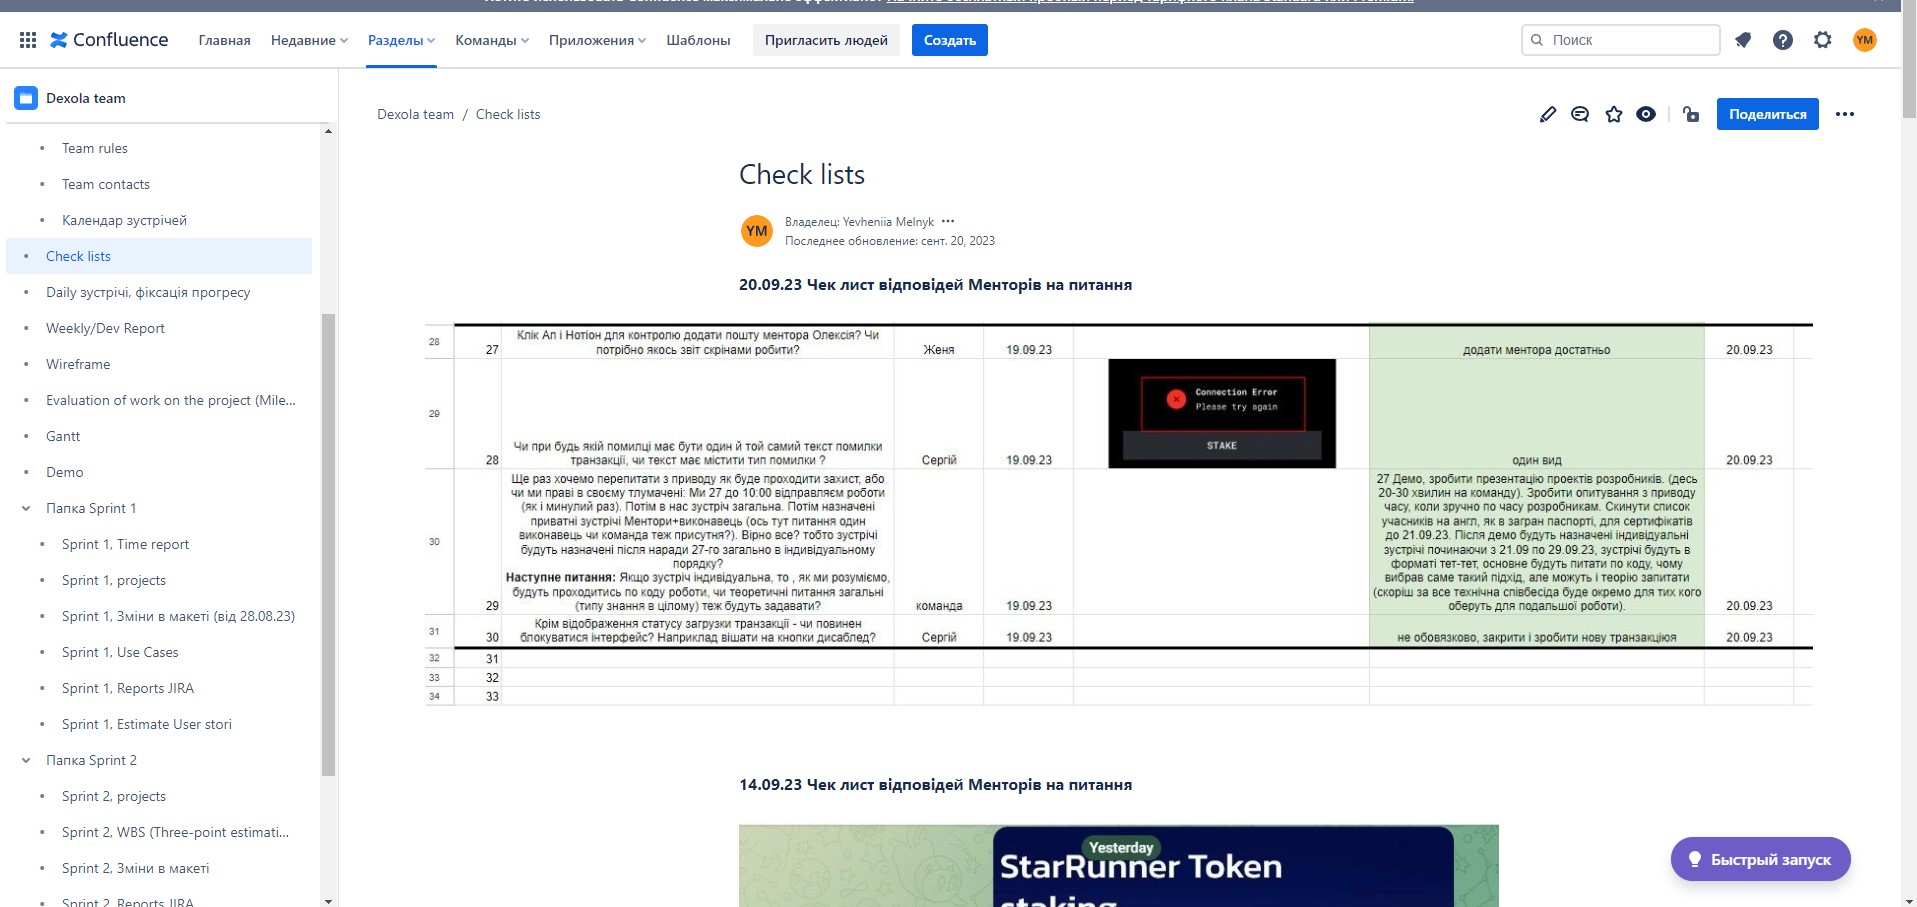 Confluence
Главная
Недавние
Разделы
Команды
Приложения
Шаблоны
Пригласить людей
Создать
Поиск
YM
Dexola team
Team rules
Team contacts
Календар зустрічей
Check lists
Daily зустрічі, фіксація прогресу
Weekly/Dev Report
Wireframe
Evaluation of work on the project (Mile...
Gantt
Demo
Папка Sprint 1
Sprint 1, Time report
Sprint 1, projects
Sprint 1, Зміни в макеті (від 28.08.23)
Sprint 1, Use Cases
Sprint 1, Reports JIRA
Sprint 1, Estimate User stori
Папка Sprint 2
Sprint 2, projects
Sprint 2, WBS (Three-point estimati...
Sprint 2, Зміни в макеті
Sprint 2, Reports JIRA
Dexola team / Check lists
Поделиться
Check lists
YM
Владелец: Yevheniia Melnyk
Последнее обновление: сент. 20, 2023
20.09.23 Чек лист відповідей Менторів на питання
28
27
Клік Ап і Нотіон для контролю додати пошту ментора Олексія? Чи
потрібно якось звіт скрінами робити?
Женя
19.09.23
додати ментора достатньо
20.09.23
29
28
Чи при будь якій помилці має бути один й той самий текст помилки
транзакції, чи текст має містити тип помилки ?
Сергій
19.09.23
Connection Error
Please try again
STAKE
один вид
20.09.23
30
29
Ще раз хочемо перепитати з приводу як буде проходити захист, або
чи ми праві в своєму тлумачені: Ми 27 до 10:00 відправляєм роботи
(як і минулий раз). Потім в нас зустріч загальна. Потім назначені
приватні зустрічі Ментори+виконавець (ось тут питання один
виконавець чи команда теж присутня?). Вірно все? тобто зустрічі
будуть назначені після наради 27-го загально в індивідуальному
порядку?
Наступне питання: Якщо зустріч індивідуальна, то , як ми розуміємо,
будуть проходитись по коду роботи, чи теоретичні питання загальні
(типу знання в цілому) теж будуть задавати?
команда
19.09.23
27 Демо, зробити презентацію проектів розробників. (десь
20-30 хвилин на команду). Зробити опитування з приводу
часу, коли зручно по часу розробникам. Скинути список
учасників на англ, як в загран паспорті, для сертифікатів
до 21.09.23. Після демо будуть назначені індивідуальні
зустрічі починаючи з 21.09 по 29.09.23, зустрічі будуть в
форматі тет-тет, основне будуть питати по коду, чому
вибрав саме такий підхід, але можуть і теорію запитати
(скоріш за все технічна співбесіда буде окремо для тих кого
оберуть для подальшої роботи).
20.09.23
31
30
Крім відображення статусу загрузки транзакції - чи повинен
блокуватися інтерфейс? Наприклад вішати на кнопки дисаблед?
Сергій
19.09.23
не обовязково, закрити і зробити нову транзакціюя
20.09.23
32
31
33
32
34
33
14.09.23 Чек лист відповідей Менторів на питання
Yesterday
StarRunner Token
staking
Быстрый запуск